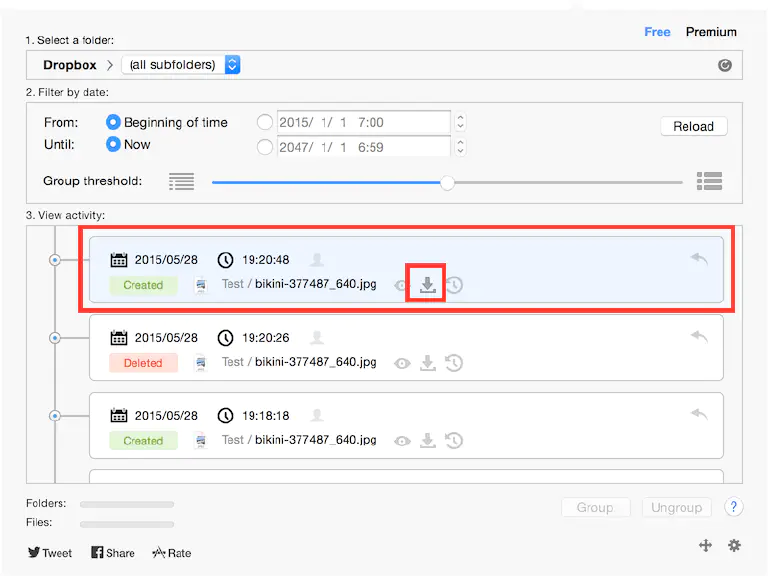 Free Premium
1. Select a folder:
Dropbox > (all subfolders)
2. Filter by date:
From: Beginning of time 2015/ 1/ 1 7:00
Reload
Until: Now 2047/ 1/ 1 6:59
Group threshold:
3. View activity:
2015/05/28 19:20:48
Created Test / bikini-377487_640.jpg
2015/05/28 19:20:26
Deleted Test / bikini-377487_640.jpg
2015/05/28 19:18:18
Created Test / bikini-377487_640.jpg
Folders:
Group Ungroup ?
Files:
Tweet Share Rate